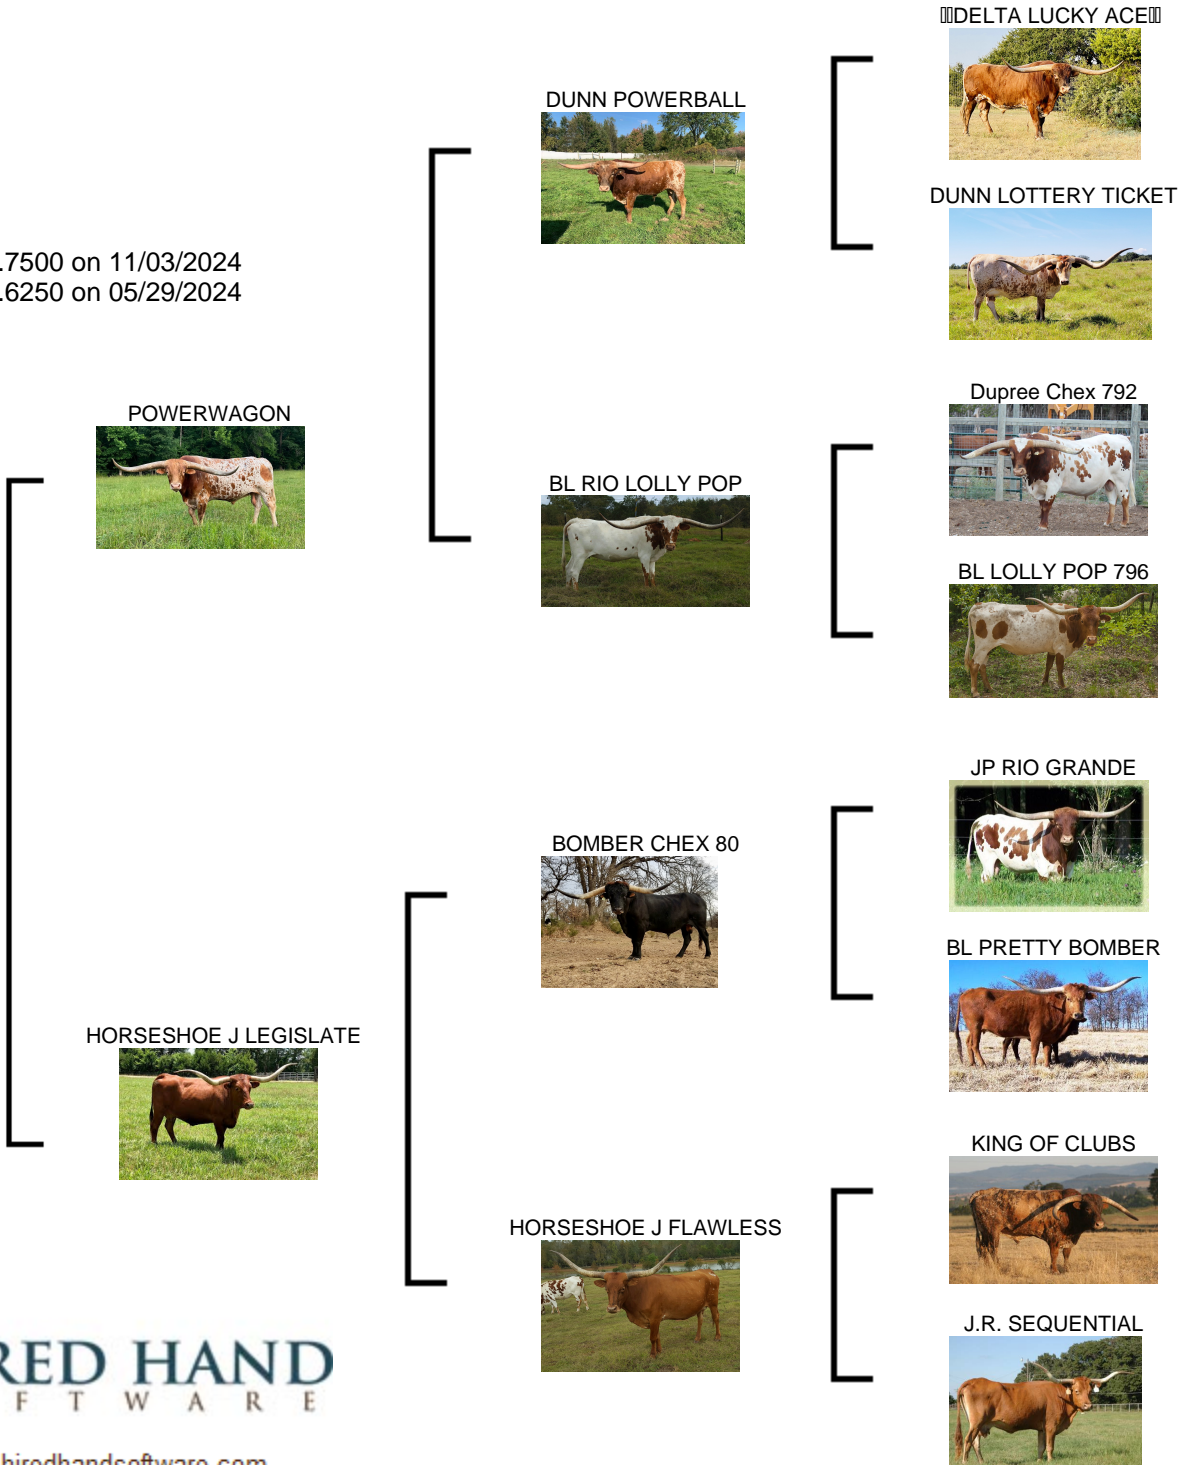 ▯▯DELTA LUCKY ACE▯▯
DUNN POWERBALL
DUNN LOTTERY TICKET
.7500 on 11/03/2024
.6250 on 05/29/2024
Dupree Chex 792
POWERWAGON
BL RIO LOLLY POP
BL LOLLY POP 796
JP RIO GRANDE
BOMBER CHEX 80
BL PRETTY BOMBER
HORSESHOE J LEGISLATE
KING OF CLUBS
HORSESHOE J FLAWLESS
J.R. SEQUENTIAL
RED HAND
F T W A R E
hiredhandsoftware.com